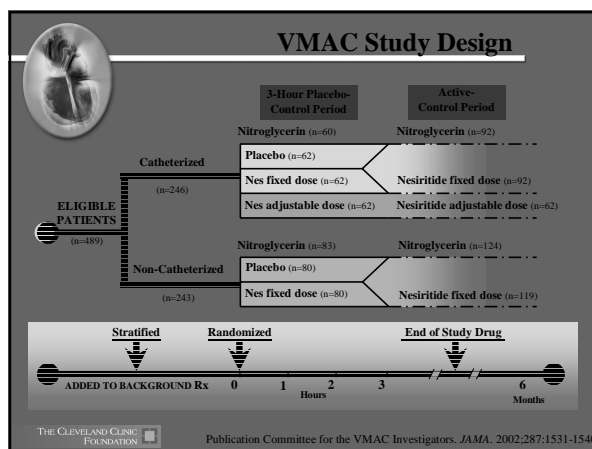 VMAC Study Design
3-Hour Placebo-
Control Period
Active-
Control Period
Nitroglycerin (n=60)
Nitroglycerin (n=92)
Catheterized
(n=246)
Placebo (n=62)
Nes fixed dose (n=62)
Nesiritide fixed dose (n=92)
Nes adjustable dose (n=62)
Nesiritide adjustable dose (n=62)
ELIGIBLE
PATIENTS
(n=489)
Nitroglycerin (n=83)
Nitroglycerin (n=124)
Non-Catheterized
(n=243)
Placebo (n=80)
Nes fixed dose (n=80)
Nesiritide fixed dose (n=119)
Stratified
Randomized
End of Study Drug
ADDED TO BACKGROUND Rx
0 1 2 3 6
Hours
Months
THE CLEVELAND CLINIC
FOUNDATION
Publication Committee for the VMAC Investigators. JAMA. 2002;287:1531-1540